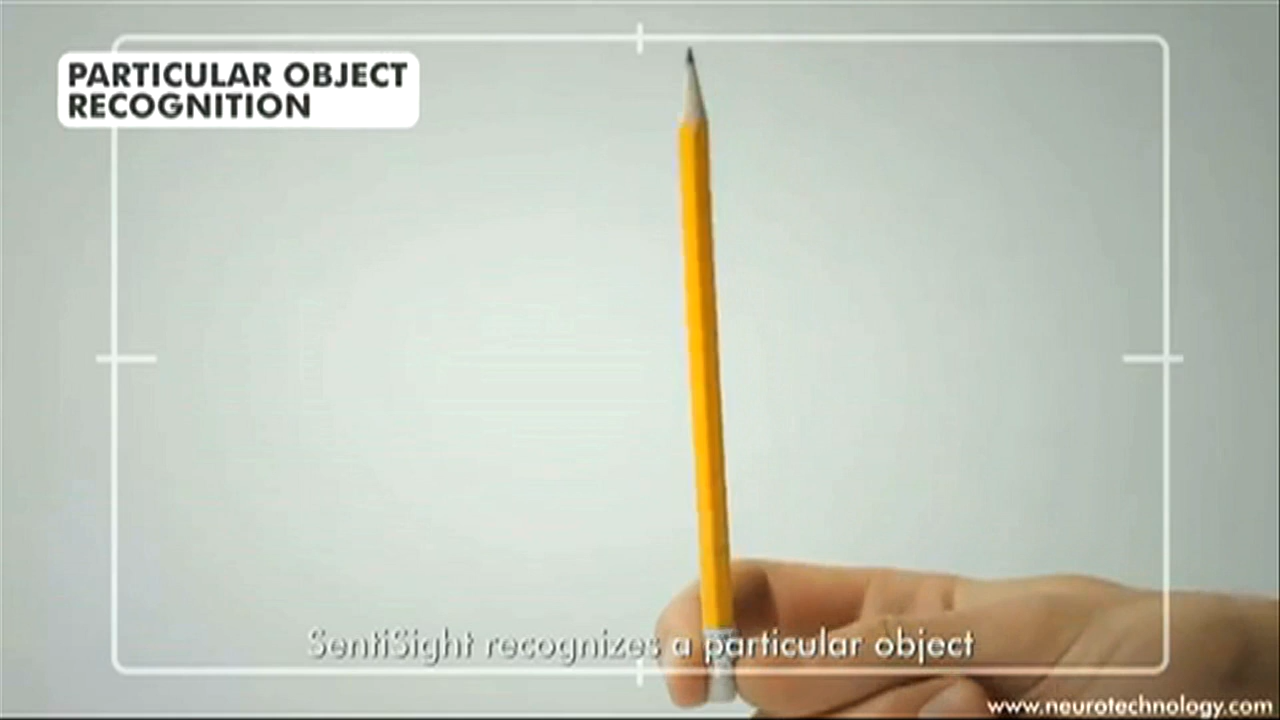 PARTICULAR OBJECT
RECOGNITION
SentiSight recognizes a particular object
www.neurotechnology.com